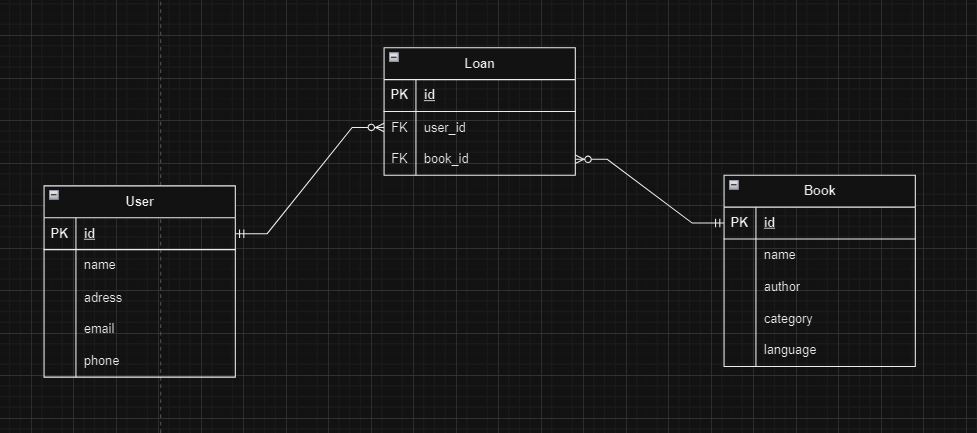 Loan
PK id
FK user_id
FK book_id
User
PK id
name
adress
email
phone
Book
PK id
name
author
category
language